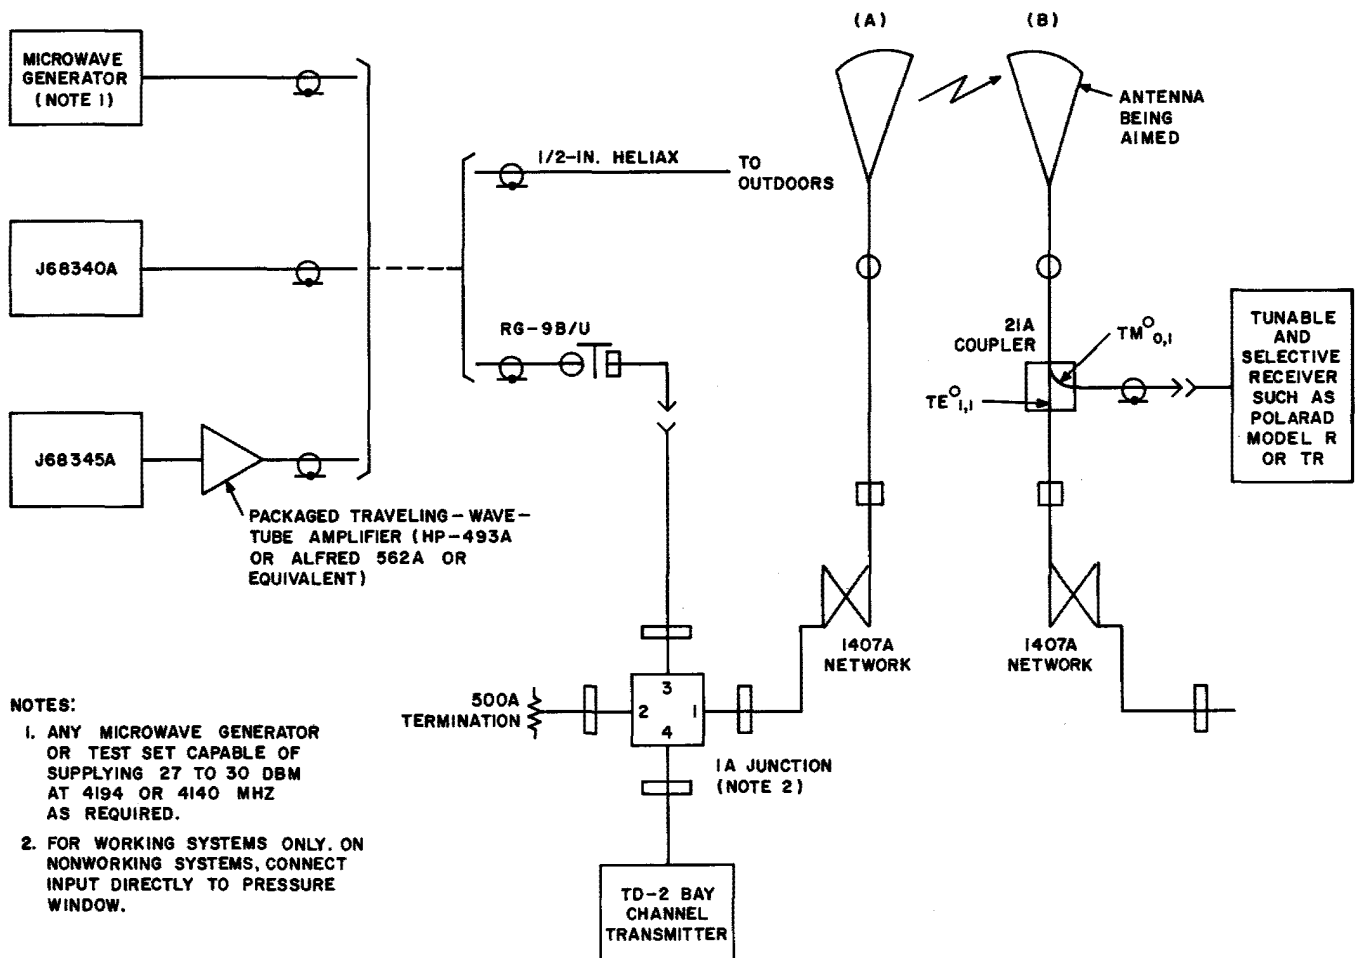 (A)
(B)
MICROWAVE
GENERATOR
(NOTE 1)
ANTENNA
BEING
AIMED
1/2-IN. HELIAX
TO
OUTDOORS
J68340A
RG-9B/U
21A
COUPLER
TM°0,1
TE°1,1
TUNABLE
AND
SELECTIVE
RECEIVER
SUCH AS
POLARAD
MODEL R
OR TR
J68345A
PACKAGED TRAVELING-WAVE-
TUBE AMPLIFIER (HP-493A
OR ALFRED 562A OR
EQUIVALENT)
1407A
NETWORK
1407A
NETWORK
500A
TERMINATION
3
2
1
4
1A JUNCTION
(NOTE 2)
TD-2 BAY
CHANNEL
TRANSMITTER
NOTES:
1. ANY MICROWAVE GENERATOR
OR TEST SET CAPABLE OF
SUPPLYING 27 TO 30 DBM
AT 4194 OR 4140 MHZ
AS REQUIRED.
2. FOR WORKING SYSTEMS ONLY. ON
NONWORKING SYSTEMS, CONNECT
INPUT DIRECTLY TO PRESSURE
WINDOW.